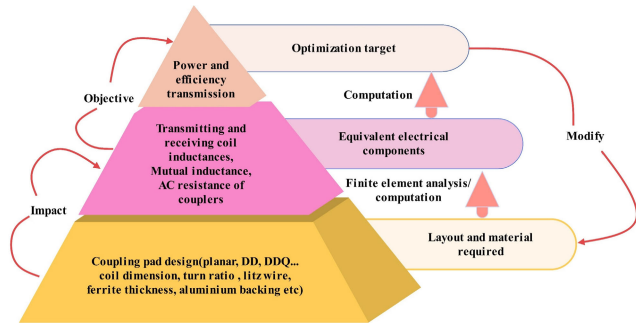 Power and
efficiency
transmission
Optimization target
Objective
Computation
Transmitting and
receiving coil
inductances,
Mutual inductance,
AC resistance of
couplers
Equivalent electrical
components
Modify
Finite element analysis/
computation
Impact
Coupling pad design(planar, DD, DDQ...
coil dimension, turn ratio , litz wire,
ferrite thickness, aluminium backing etc)
Layout and material
required